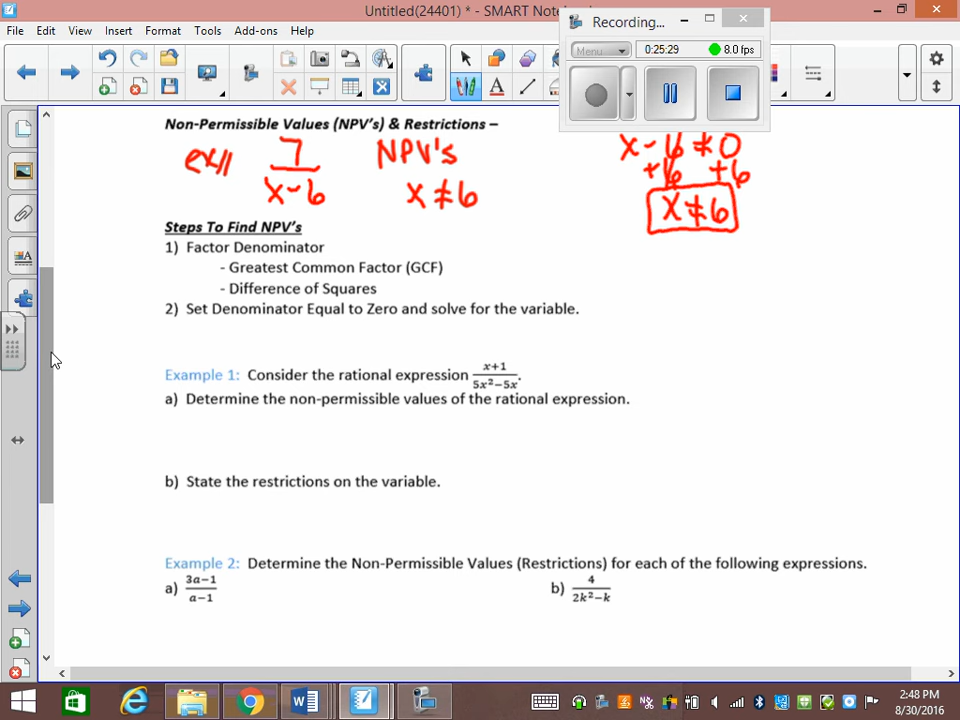 Untitled(24401) * - SMART Note
Recording...
File Edit View Insert Format Tools Add-ons Help
Menu 0:25:29 8.0 fps
Non-Permissible Values (NPV's) & Restrictions –
ex// 7 NPV's x-6 ≠ 0
x-6 x ≠ 6 +6 +6
x ≠ 6
Steps To Find NPV's
1) Factor Denominator
- Greatest Common Factor (GCF)
- Difference of Squares
2) Set Denominator Equal to Zero and solve for the variable.
Example 1: Consider the rational expression x+1/5x²−5x.
a) Determine the non-permissible values of the rational expression.
b) State the restrictions on the variable.
Example 2: Determine the Non-Permissible Values (Restrictions) for each of the following expressions.
a) 3a−1/a−1 b) 4/2k²−k
2:48 PM
8/30/2016